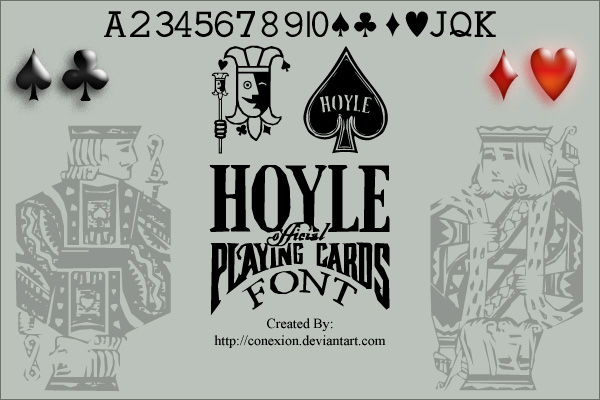 A2345678910♠♣♦♥JQK
HOYLE
HOYLE
official
PLAYING CARDS
FONT
Created By:
http://conexion.deviantart.com